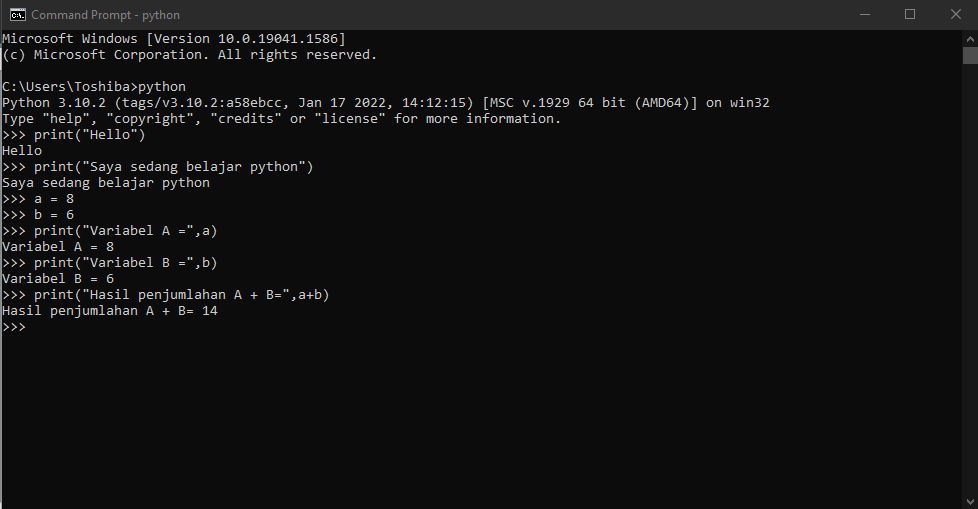 Command Prompt - python
Microsoft Windows [Version 10.0.19041.1586]
(c) Microsoft Corporation. All rights reserved.
C:\Users\Toshiba>python
Python 3.10.2 (tags/v3.10.2:a58ebcc, Jan 17 2022, 14:12:15) [MSC v.1929 64 bit (AMD64)] on win32
Type "help", "copyright", "credits" or "license" for more information.
>>> print("Hello")
Hello
>>> print("Saya sedang belajar python")
Saya sedang belajar python
>>> a = 8
>>> b = 6
>>> print("Variabel A =",a)
Variabel A = 8
>>> print("Variabel B =",b)
Variabel B = 6
>>> print("Hasil penjumlahan A + B=",a+b)
Hasil penjumlahan A + B= 14
>>>